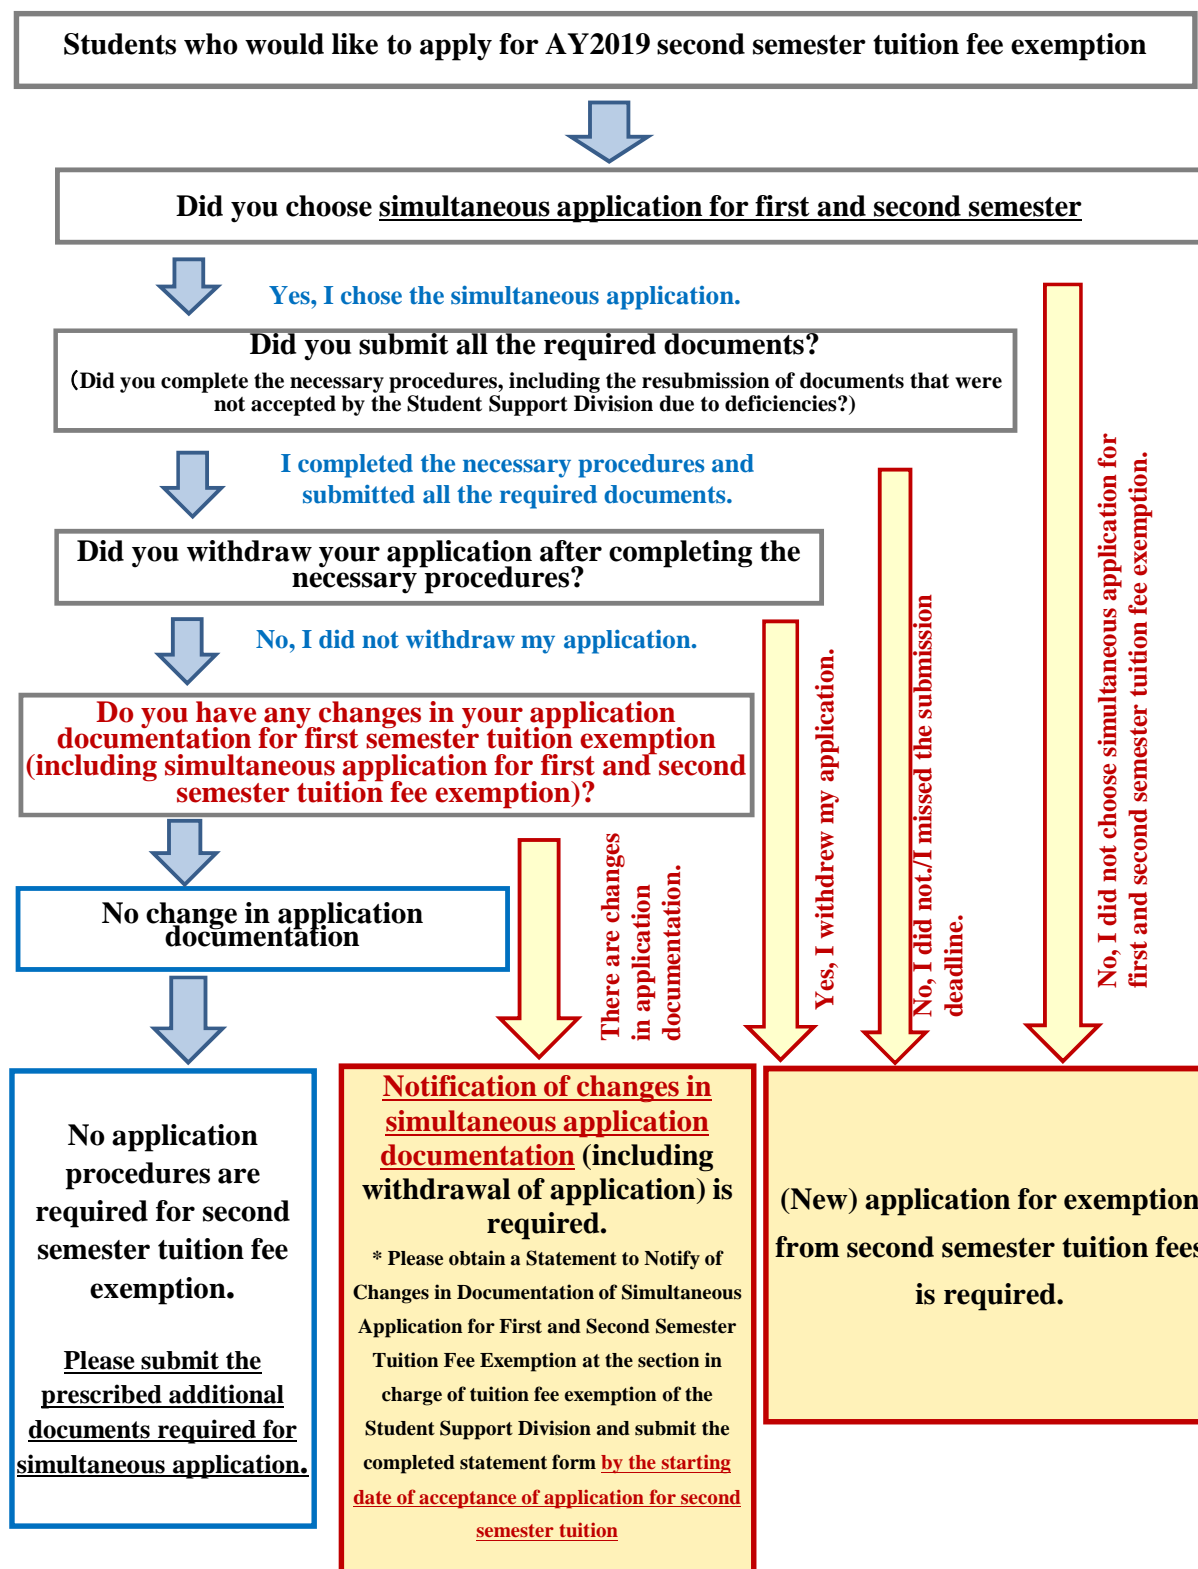 Students who would like to apply for AY2019 second semester tuition fee exemption
Did you choose simultaneous application for first and second semester
Yes, I chose the simultaneous application.
Did you submit all the required documents?
(Did you complete the necessary procedures, including the resubmission of documents that were
not accepted by the Student Support Division due to deficiencies?)
I completed the necessary procedures and
submitted all the required documents.
Did you withdraw your application after completing the
necessary procedures?
No, I did not withdraw my application.
Do you have any changes in your application
documentation for first semester tuition exemption
(including simultaneous application for first and second
semester tuition fee exemption)?
No change in application
documentation
There are changes
in application
documentation.
Yes, I withdrew my application.
No, I did not./I missed the submission
deadline.
No, I did not choose simultaneous application for
first and second semester tuition fee exemption.
No application
procedures are
required for second
semester tuition fee
exemption.
Please submit the
prescribed additional
documents required for
simultaneous application.
Notification of changes in
simultaneous application
documentation (including
withdrawal of application) is
required.
* Please obtain a Statement to Notify of
Changes in Documentation of Simultaneous
Application for First and Second Semester
Tuition Fee Exemption at the section in
charge of tuition fee exemption of the
Student Support Division and submit the
completed statement form by the starting
date of acceptance of application for second
semester tuition
(New) application for exemption
from second semester tuition fees
is required.